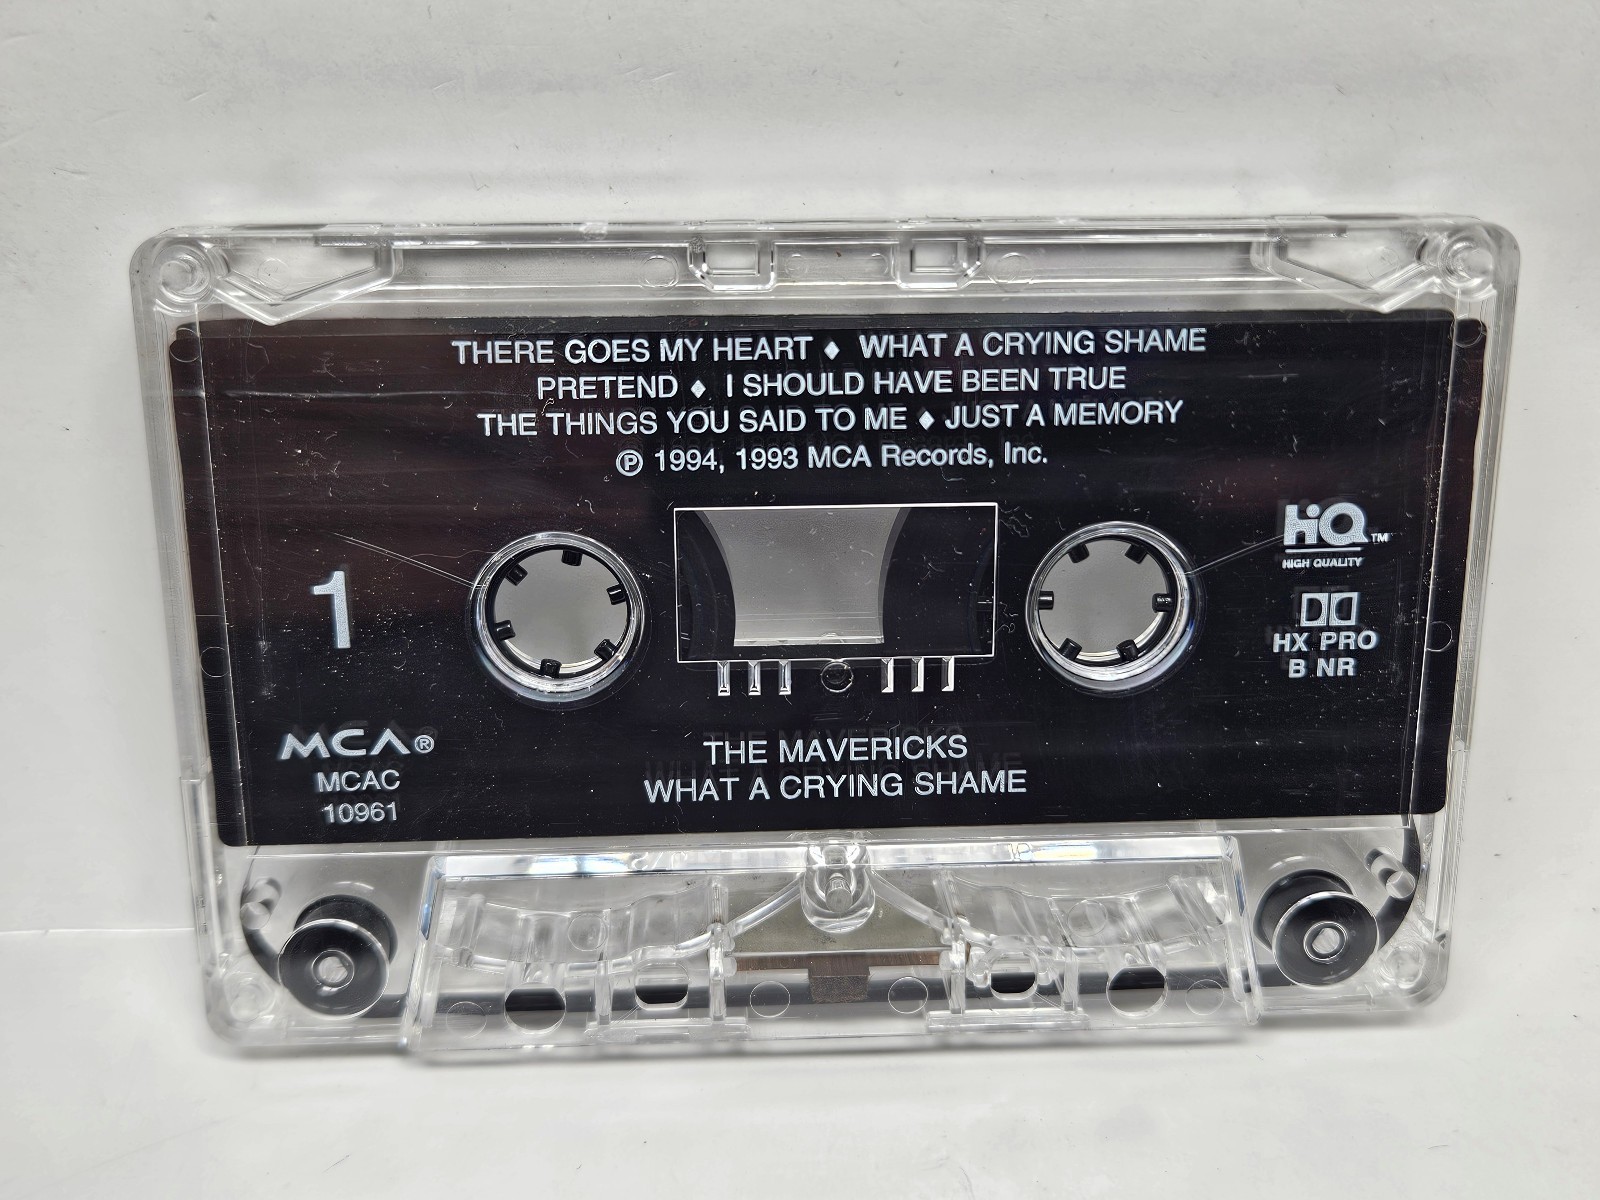 THERE GOES MY HEART ♦ WHAT A CRYING SHAME
PRETEND ♦ I SHOULD HAVE BEEN TRUE
THE THINGS YOU SAID TO ME ♦ JUST A MEMORY
℗ 1994, 1993 MCA Records, Inc.
1
HiQ™
HIGH QUALITY
HX PRO
B NR
MCA®
MCAC
10961
THE MAVERICKS
WHAT A CRYING SHAME